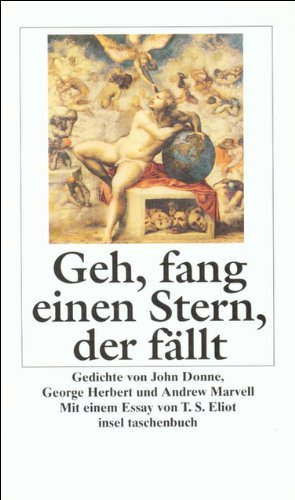 Geh, fang
einen Stern,
der fällt
Gedichte von John Donne,
George Herbert und Andrew Marvell
Mit einem Essay von T. S. Eliot
insel taschenbuch